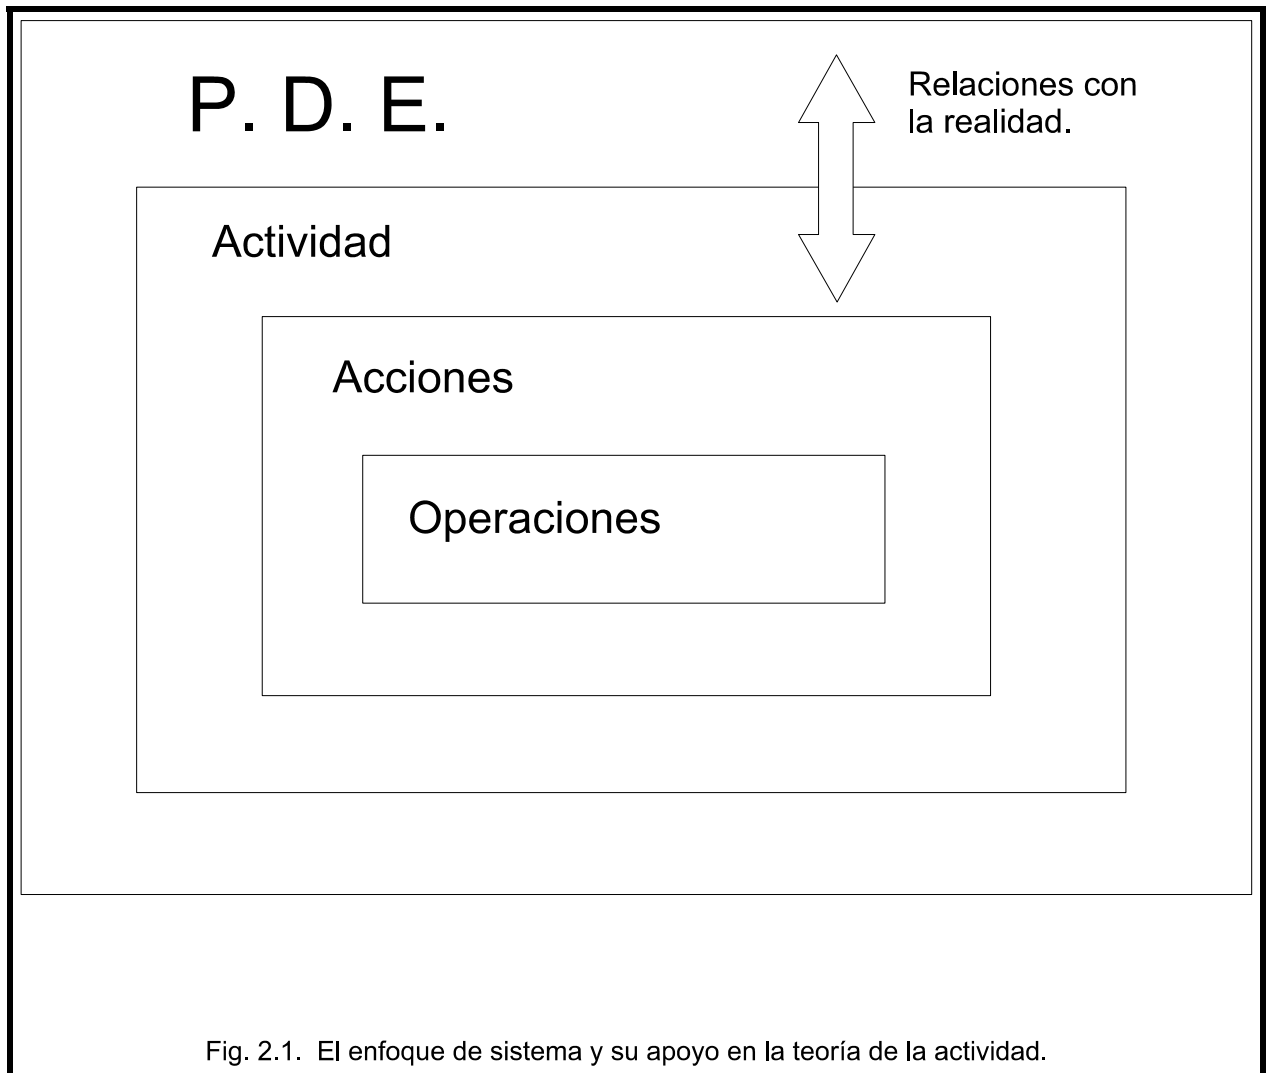 P. D. E.
Relaciones con
la realidad.
Actividad
Acciones
Operaciones
Fig. 2.1. El enfoque de sistema y su apoyo en la teoría de la actividad.